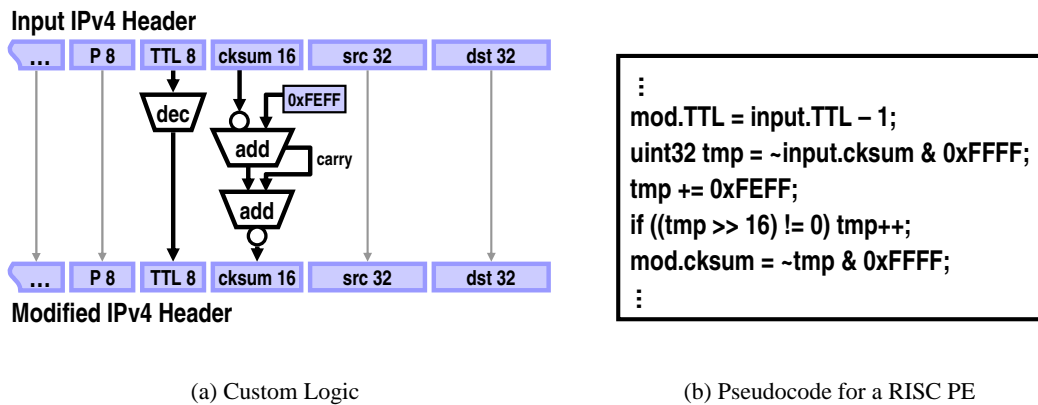 Input IPv4 Header
... P 8 TTL 8 cksum 16 src 32 dst 32
dec
0xFEFF
add
carry
add
... P 8 TTL 8 cksum 16 src 32 dst 32
Modified IPv4 Header
(a) Custom Logic
⋮
mod.TTL = input.TTL – 1;
uint32 tmp = ~input.cksum & 0xFFFF;
tmp += 0xFEFF;
if ((tmp >> 16) != 0) tmp++;
mod.cksum = ~tmp & 0xFFFF;
⋮
(b) Pseudocode for a RISC PE